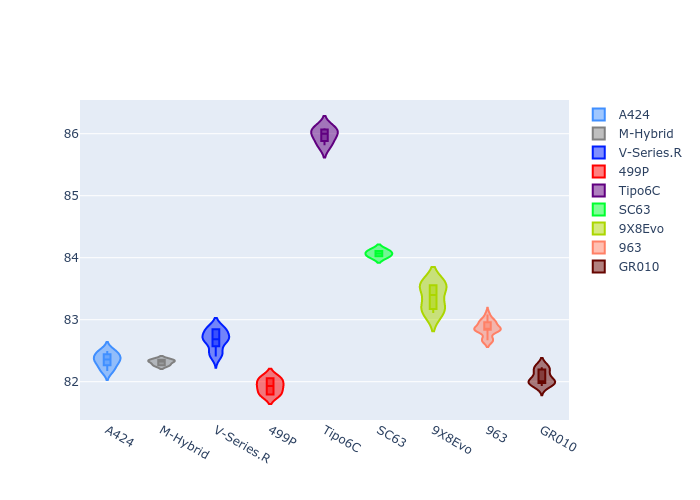 86
85
84
83
82
A424
M-Hybrid
V-Series.R
499P
Tipo6C
SC63
9X8Evo
963
GR010
A424
M-Hybrid
V-Series.R
499P
Tipo6C
SC63
9X8Evo
963
GR010